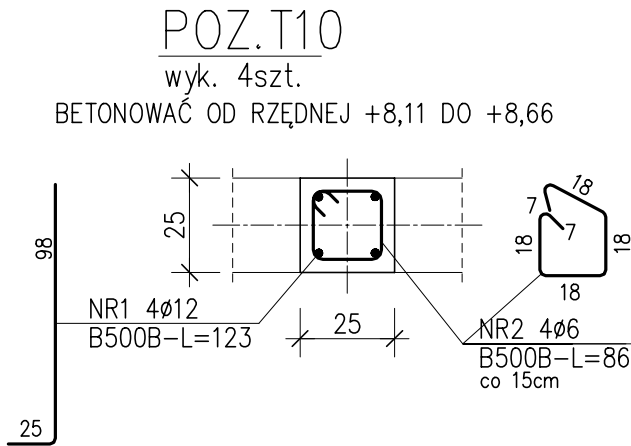 POZ.T10
wyk. 4szt.
BETONOWAĆ OD RZĘDNEJ +8,11 DO +8,66
98
25
25
25
NR1 4ø12
B500B-L=123
18
7
7
18
18
18
NR2 4ø6
B500B-L=86
co 15cm